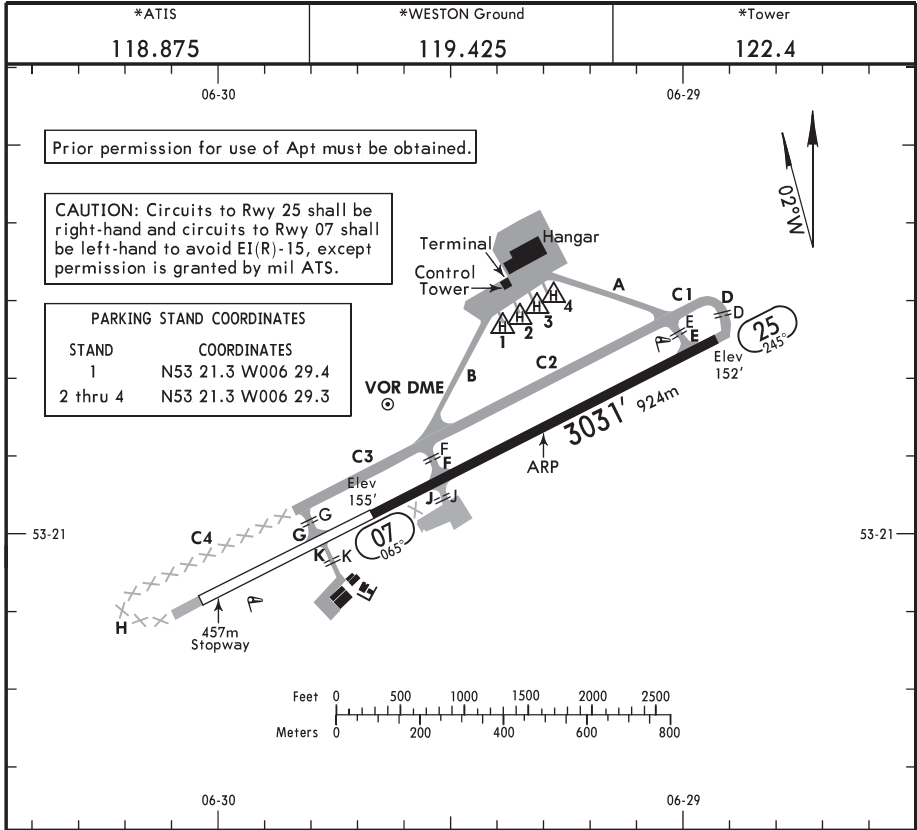 *ATIS
118.875
*WESTON Ground
119.425
*Tower
122.4
06-30
06-29
Prior permission for use of Apt must be obtained.
02°W
CAUTION: Circuits to Rwy 25 shall be
right-hand and circuits to Rwy 07 shall
be left-hand to avoid EI(R)-15, except
permission is granted by mil ATS.
Terminal
Hangar
Control
Tower
PARKING STAND COORDINATES
STAND COORDINATES
1 N53 21.3 W006 29.4
2 thru 4 N53 21.3 W006 29.3
H
H
H
H
1
2
3
4
A
C1
D
D
E
E
25
245°
Elev
152'
C2
B
VOR DME
3031' 924m
ARP
C3
F
F
Elev
155'
J
J
G
G
07
065°
K
K
C4
H
457m
Stopway
53-21
53-21
Feet 0 500 1000 1500 2000 2500
Meters 0 200 400 600 800
06-30
06-29